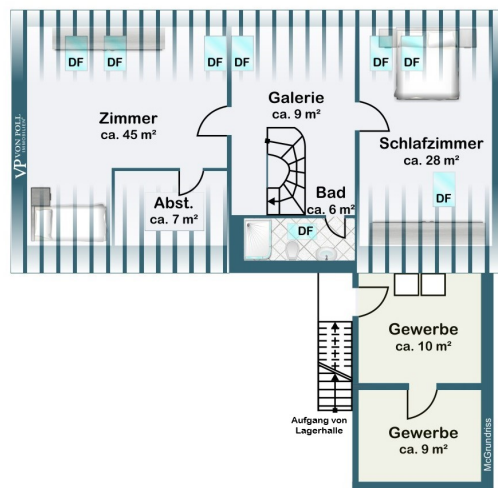 DF
DF
DF
DF
DF
DF
Zimmer
ca. 45 m²
Galerie
ca. 9 m²
Schlafzimmer
ca. 28 m²
VP VON POLL
IMMOBILIEN
Abst.
ca. 7 m²
Bad
ca. 6 m²
DF
DF
Gewerbe
ca. 10 m²
Aufgang von
Lagerhalle
Gewerbe
ca. 9 m²
McGrundriss